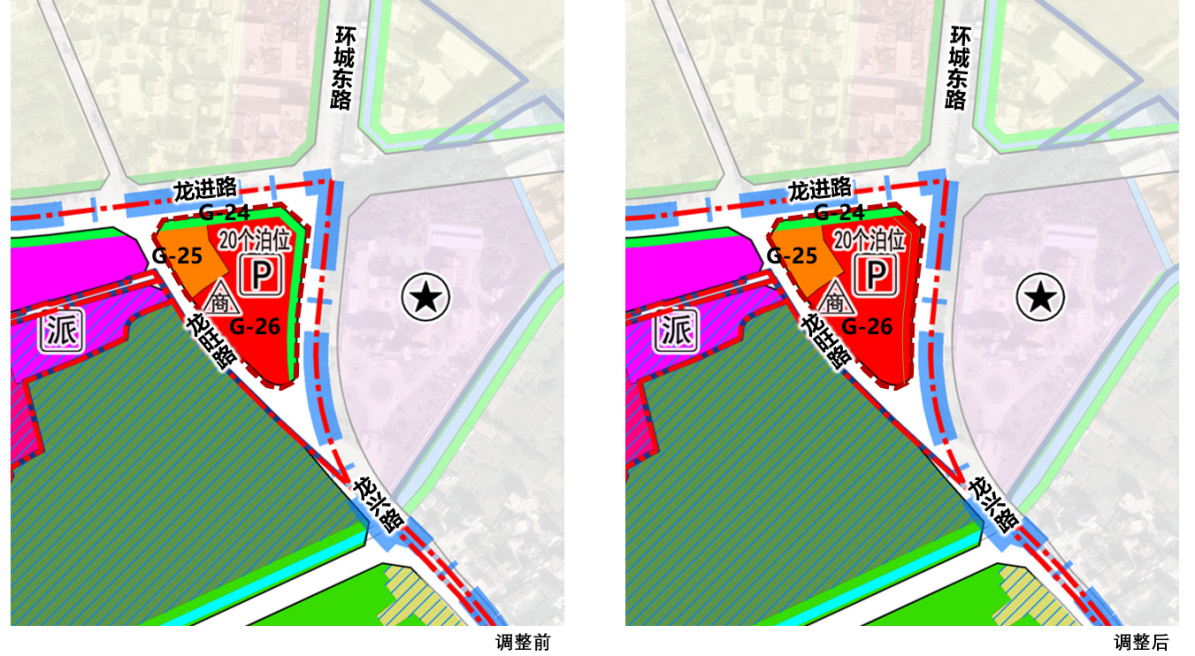 环城东路
龙进路
G-24
G-25
20个泊位
P
商
G-26
龙旺路
派
龙兴路
调整前
环城东路
龙进路
G-24
G-25
20个泊位
P
商
G-26
龙旺路
派
龙兴路
调整后